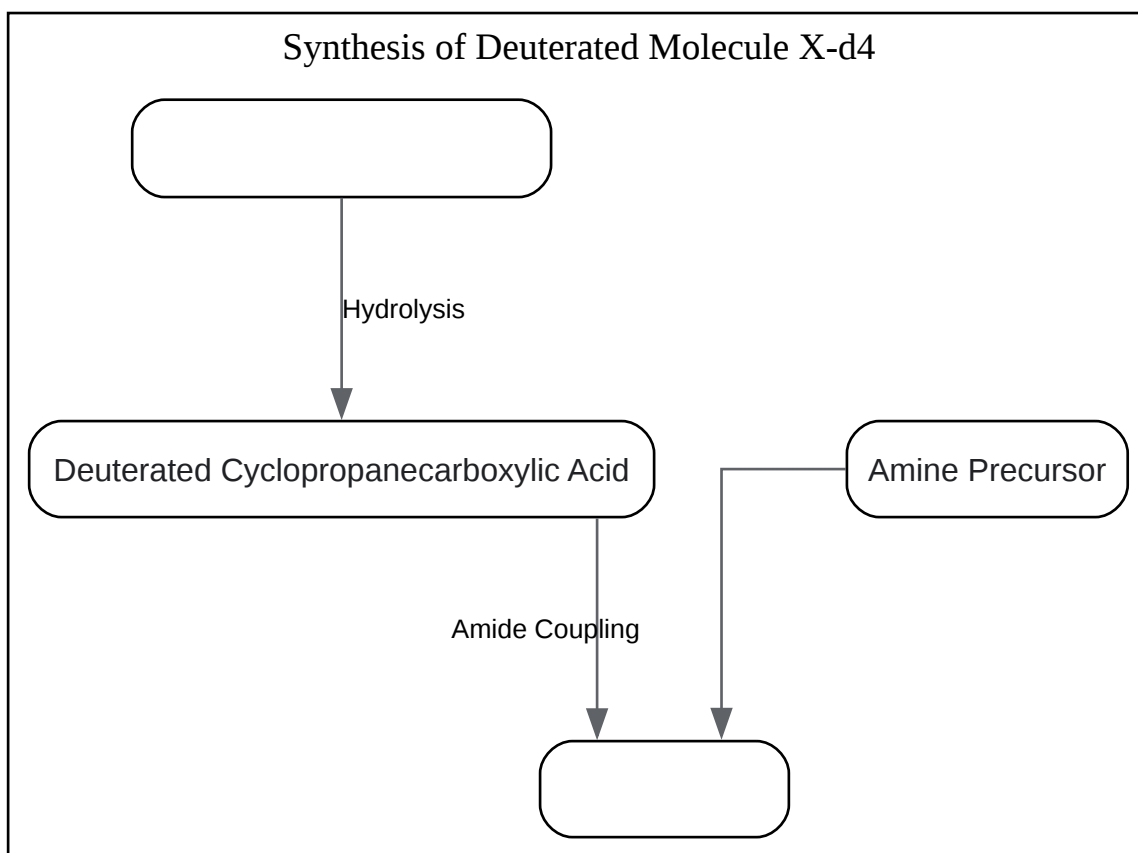 Synthesis of Deuterated Molecule X-d4
Hydrolysis
Deuterated Cyclopropanecarboxylic Acid
Amine Precursor
Amide Coupling